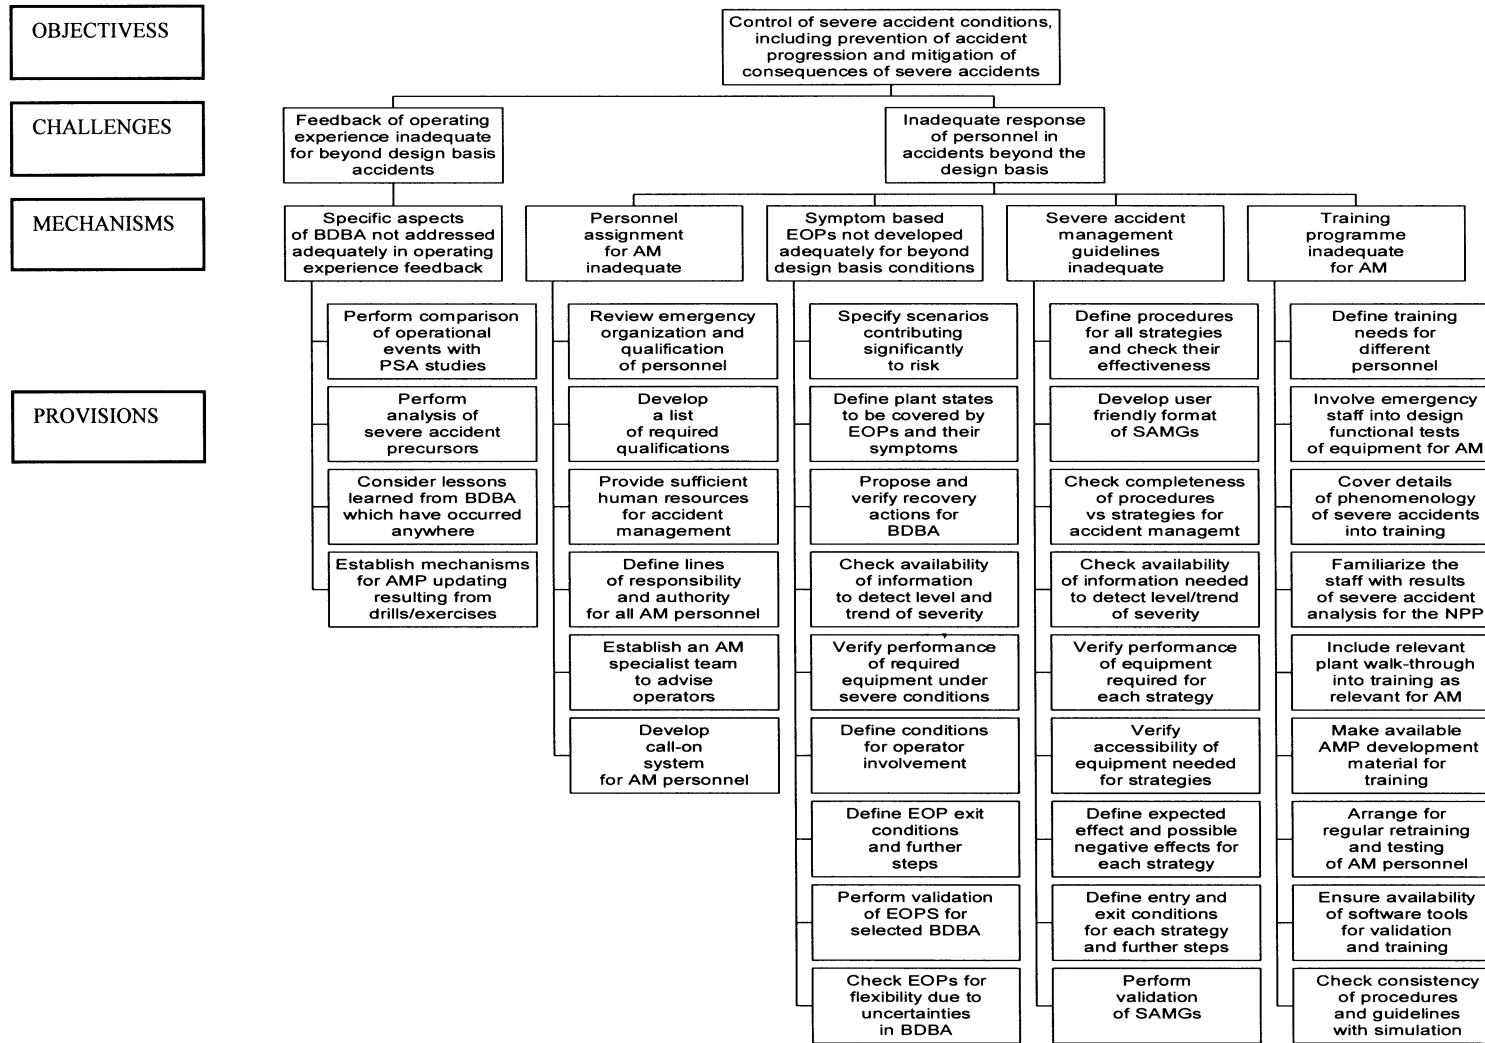 OBJECTIVESS
Control of severe accident conditions,
including prevention of accident
progression and mitigation of
consequences of severe accidents
CHALLENGES
Feedback of operating
experience inadequate
for beyond design basis
accidents
Inadequate response
of personnel in
accidents beyond the
design basis
MECHANISMS
Specific aspects
of BDBA not addressed
adequately in operating
experience feedback
Personnel
assignment
for AM
inadequate
Symptom based
EOPs not developed
adequately for beyond
design basis conditions
Severe accident
management
guidelines
inadequate
Training
programme
inadequate
for AM
PROVISIONS
Perform comparison
of operational
events with
PSA studies
Perform
analysis of
severe accident
precursors
Consider lessons
learned from BDBA
which have occurred
anywhere
Establish mechanisms
for AMP updating
resulting from
drills/exercises
Review emergency
organization and
qualification
of personnel
Develop
a list
of required
qualifications
Provide sufficient
human resources
for accident
management
Define lines
of responsibility
and authority
for all AM personnel
Establish an AM
specialist team
to advise
operators
Develop
call-on
system
for AM personnel
Specify scenarios
contributing
significantly
to risk
Define plant states
to be covered by
EOPs and their
symptoms
Propose and
verify recovery
actions for
BDBA
Check availability
of information
to detect level and
trend of severity
Verify performance
of required
equipment under
severe conditions
Define conditions
for operator
involvement
Define EOP exit
conditions
and further
steps
Perform validation
of EOPS for
selected BDBA
Check EOPs for
flexibility due to
uncertainties
in BDBA
Define procedures
for all strategies
and check their
effectiveness
Develop user
friendly format
of SAMGs
Check completeness
of procedures
vs strategies for
accident managemt
Check availability
of information needed
to detect level/trend
of severity
Verify performance
of equipment
required for
each strategy
Verify
accessibility of
equipment needed
for strategies
Define expected
effect and possible
negative effects for
each strategy
Define entry and
exit conditions
for each strategy
and further steps
Perform
validation
of SAMGs
Define training
needs for
different
personnel
Involve emergency
staff into design
functional tests
of equipment for AM
Cover details
of phenomenology
of severe accidents
into training
Familiarize the
staff with results
of severe accident
analysis for the NPP
Include relevant
plant walk-through
into training as
relevant for AM
Make available
AMP development
material for
training
Arrange for
regular retraining
and testing
of AM personnel
Ensure availability
of software tools
for validation
and training
Check consistency
of procedures
and guidelines
with simulation